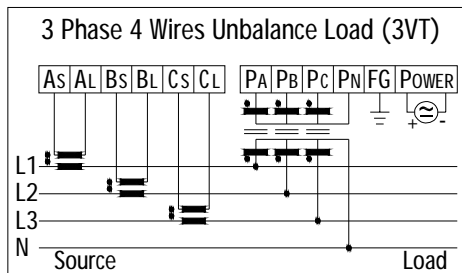 3 Phase 4 Wires Unbalance Load (3VT)
AS AL BS BL CS CL PA PB PC PN FG POWER
+ -
L1
L2
L3
N
Source Load